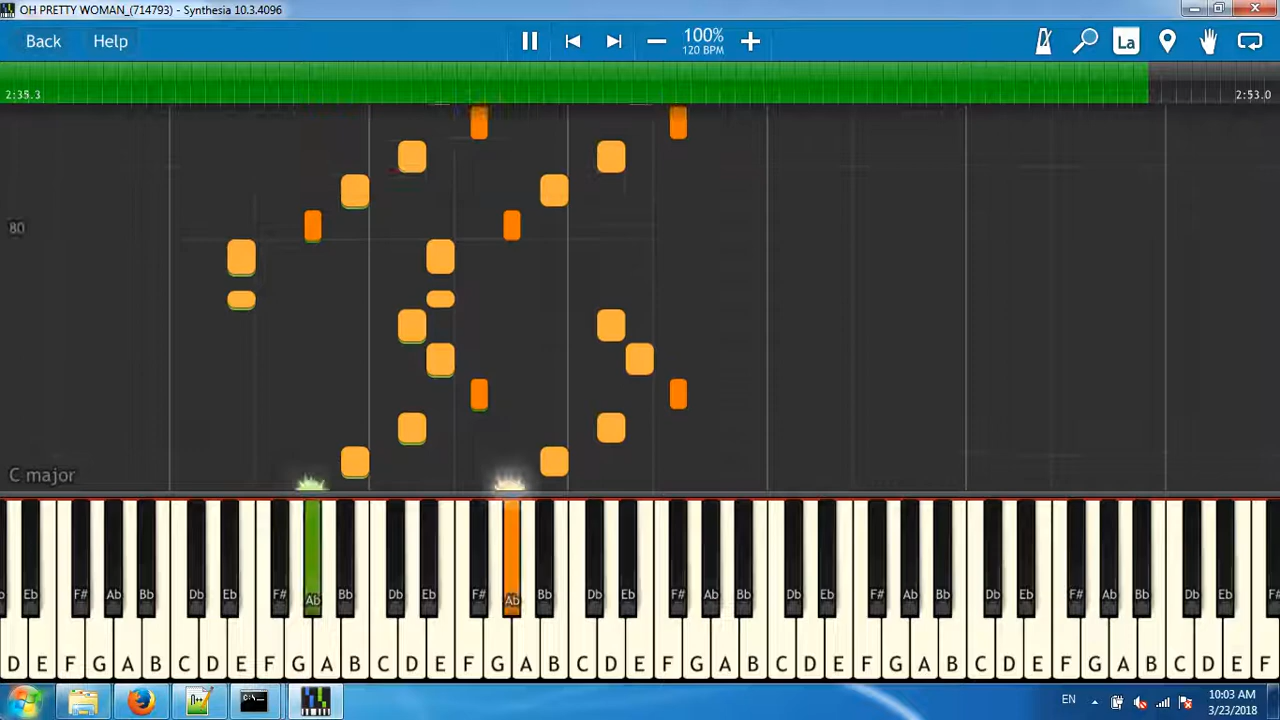 OH PRETTY WOMAN_(714793) - Synthesia 10.3.4096
Back Help 100% La
120 BPM
2:35.3 2:53.0
80
C major
Eb F# Ab Bb Db Eb F# Ab Bb Db Eb F# Ab Bb Db Eb F# Ab Bb Db Eb F# Ab Bb Db Eb F# Ab Bb Db Eb F#
D E F G A B C D E F G A B C D E F G A B C D E F G A B C D E F G A B C D E F G A B C D E F
EN 10:03 AM
3/23/2018